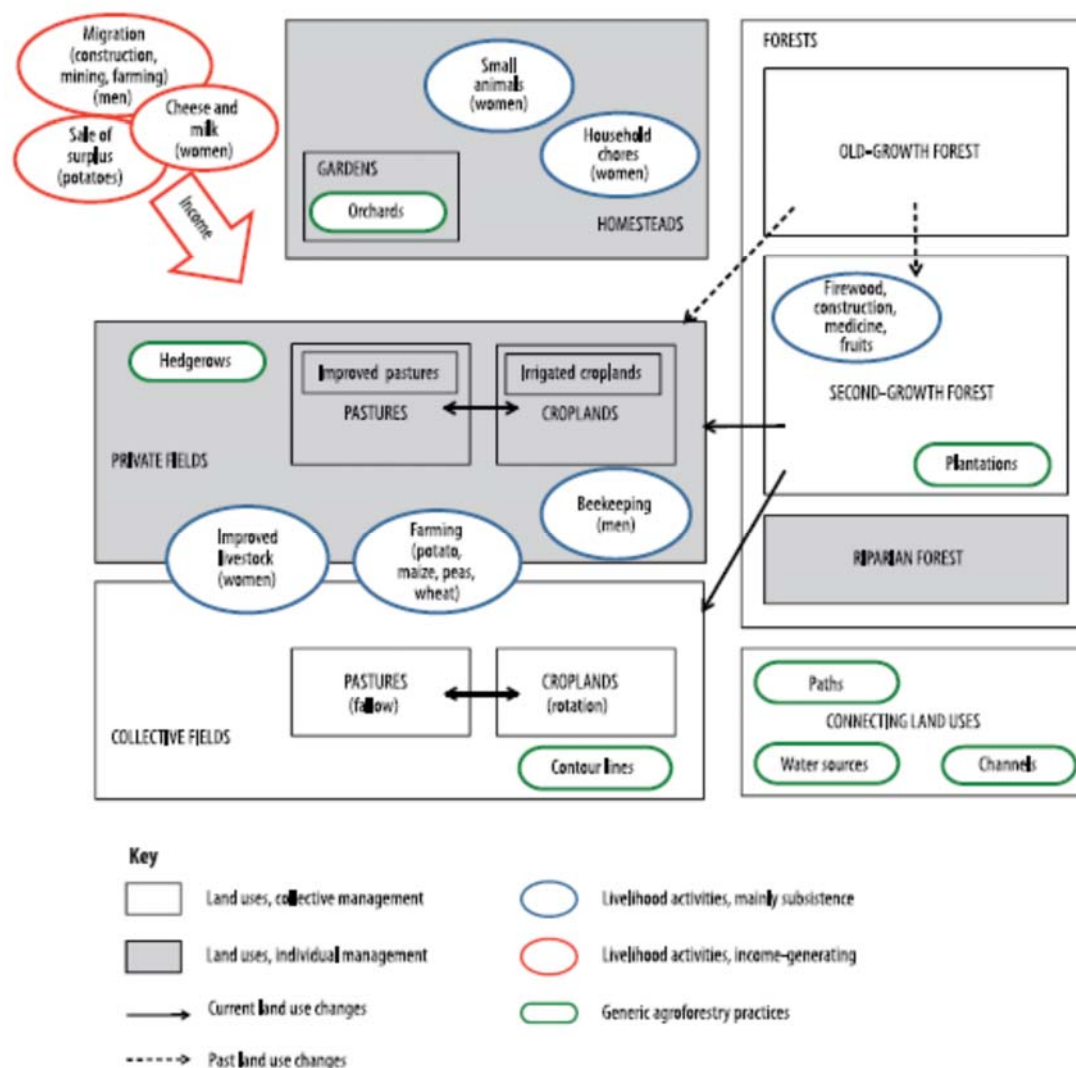 Migration
(construction,
mining, farming)
(men)
Cheese and
milk
(women)
Sale of
surplus
(potatoes)
Income
Small
animals
(women)
Household
chores
(women)
GARDENS
Orchards
HOMESTEADS
FORESTS
OLD-GROWTH FOREST
Firewood,
construction,
medicine,
fruits
SECOND-GROWTH FOREST
Plantations
RIPARIAN FOREST
Hedgerows
Improved pastures
PASTURES
Irrigated croplands
CROPLANDS
PRIVATE FIELDS
Beekeeping
(men)
Improved
livestock
(women)
Farming
(potato,
maize, peas,
wheat)
PASTURES
(fallow)
CROPLANDS
(rotation)
COLLECTIVE FIELDS
Contour lines
Paths
CONNECTING LAND USES
Water sources
Channels
Key
Land uses, collective management
Land uses, individual management
Current land use changes
Past land use changes
Livelihood activities, mainly subsistence
Livelihood activities, income-generating
Generic agroforestry practices